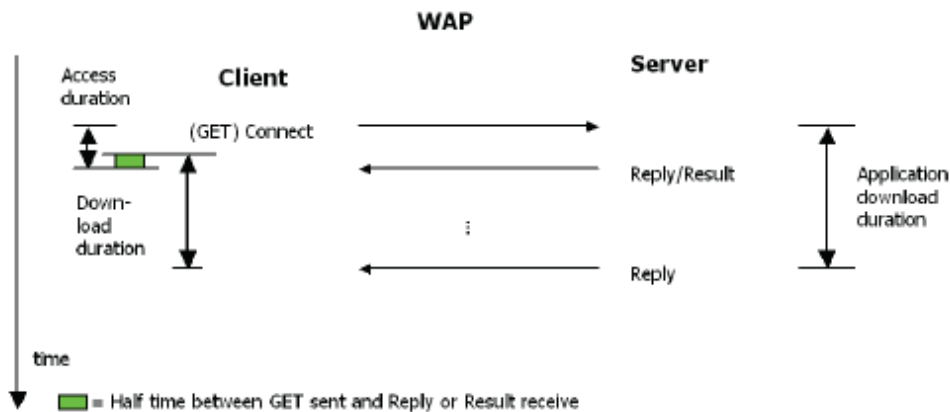 WAP
Access
duration
Client
Server
(GET) Connect
Reply/Result
Down-
load
duration
Application
download
duration
...
Reply
time
= Half time between GET sent and Reply or Result receive